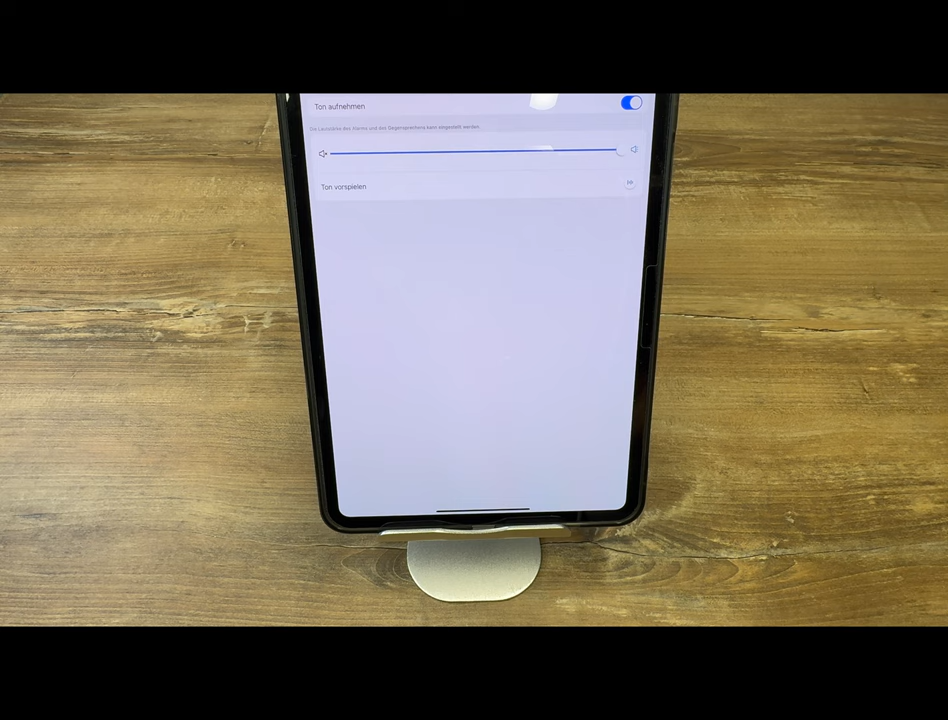 Ton aufnehmen
Die Lautstärke des Alarms und des Gegensprechens kann eingestellt werden.
Ton vorspielen